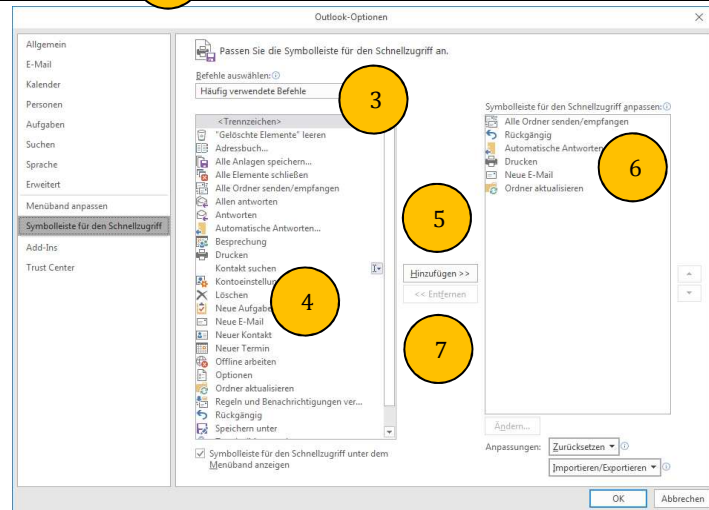 Outlook-Optionen
Allgemein
E-Mail
Kalender
Personen
Aufgaben
Suchen
Sprache
Erweitert
Menüband anpassen
Symbolleiste für den Schnellzugriff
Add-Ins
Trust Center
Passen Sie die Symbolleiste für den Schnellzugriff an.
Befehle auswählen:
Häufig verwendete Befehle
3
<Trennzeichen>
"Gelöschte Elemente" leeren
Adressbuch...
Alle Anlagen speichern...
Alle Elemente schließen
Alle Ordner senden/empfangen
Allen antworten
Antworten
Automatische Antworten...
Besprechung
Drucken
Kontakt suchen
Löschen
4
Neue E-Mail
Neuer Kontakt
Neuer Termin
Offline arbeiten
Optionen
Ordner aktualisieren
Regeln und Benachrichtigungen ver...
Rückgängig
Speichern unter
Symbolleiste für den Schnellzugriff unter dem
Menüband anzeigen
5
Hinzufügen >>
<< Entfernen
7
Symbolleiste für den Schnellzugriff anpassen:
Alle Ordner senden/empfangen
Rückgängig
Automatische Antworten
Drucken
Neue E-Mail
Ordner aktualisieren
6
Ändern...
Anpassungen: Zurücksetzen
Importieren/Exportieren
OK Abbrechen